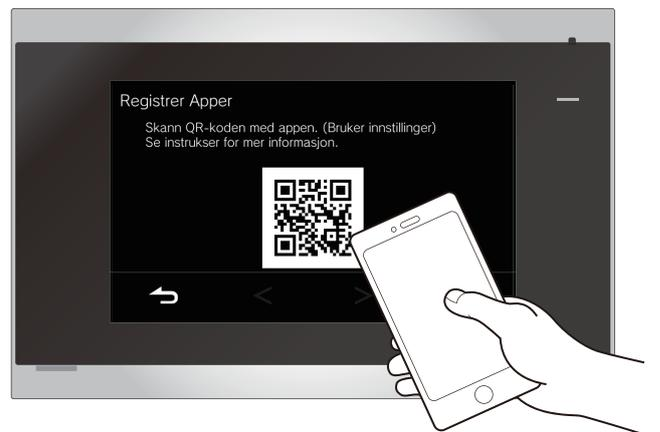 Registrer Apper
Skann QR-koden med appen. (Bruker innstillinger)
Se instrukser for mer informasjon.